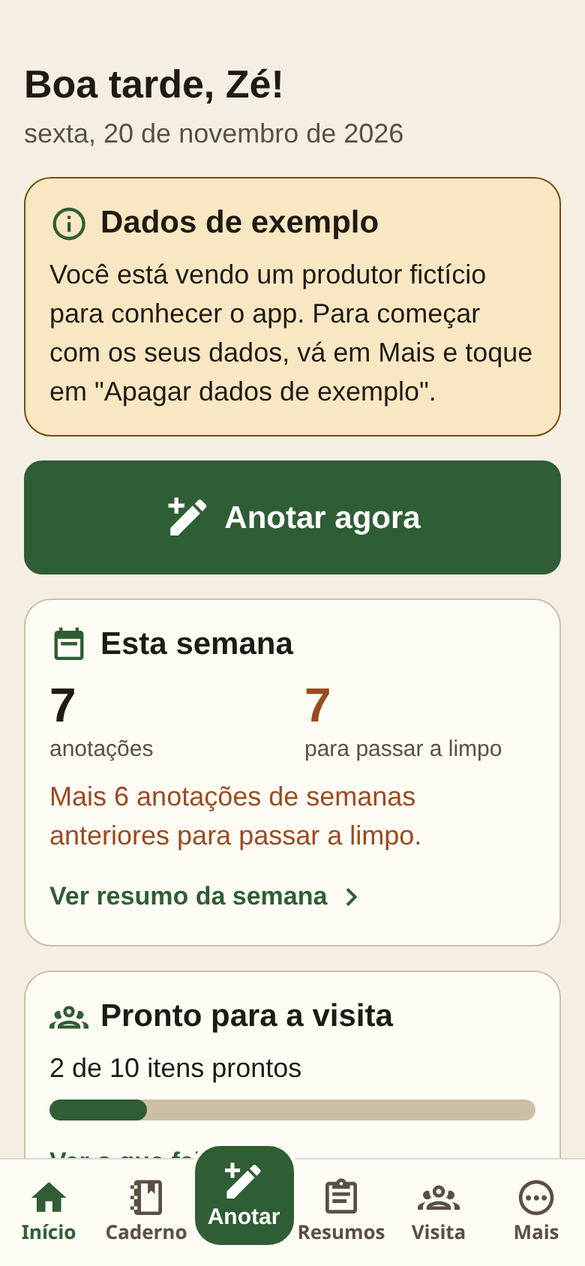 Boa tarde, Zé!
sexta, 20 de novembro de 2026
Dados de exemplo
Você está vendo um produtor fictício
para conhecer o app. Para começar
com os seus dados, vá em Mais e toque
em "Apagar dados de exemplo".
Anotar agora
Esta semana
7 7
anotações para passar a limpo
Mais 6 anotações de semanas
anteriores para passar a limpo.
Ver resumo da semana
Pronto para a visita
2 de 10 itens prontos
Ver o que
Início Caderno Anotar Resumos Visita Mais